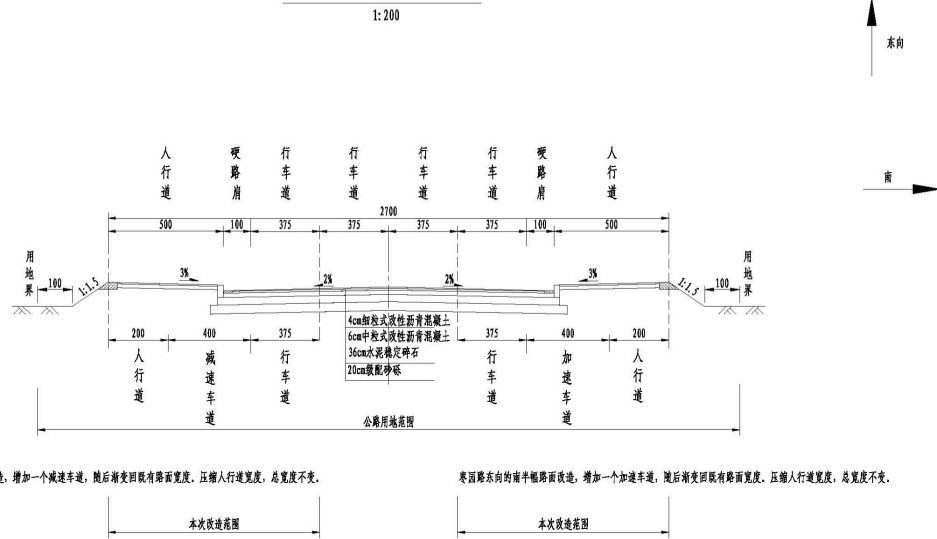 1:200
东向
南
人行道 硬路肩 行车道 行车道 行车道 行车道 硬路肩 人行道
2700
500 100 375 375 375 375 100 500
用地界 用地界
100 1:1.5 3% 2% 2% 3% 1:1.5 100
4cm细粒式改性沥青混凝土
6cm中粒式改性沥青混凝土
36cm水泥稳定碎石
20cm级配砂砾
200 400 375 375 400 200
人行道 减速车道 行车道 行车道 加速车道 人行道
公路用地范围
造,增加一个减速车道,随后渐变回既有路面宽度。压缩人行道宽度,总宽度不变。
枣园路东向的南半幅路面改造,增加一个加速车道,随后渐变回既有路面宽度。压缩人行道宽度,总宽度不变。
本次改造范围 本次改造范围